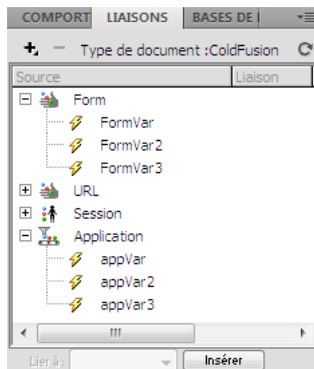 COMPORT LIAISONS BASES DE
Type de document :ColdFusion
Source Liaison
Form
FormVar
FormVar2
FormVar3
URL
Session
Application
appVar
appVar2
appVar3
Lier à : Insérer